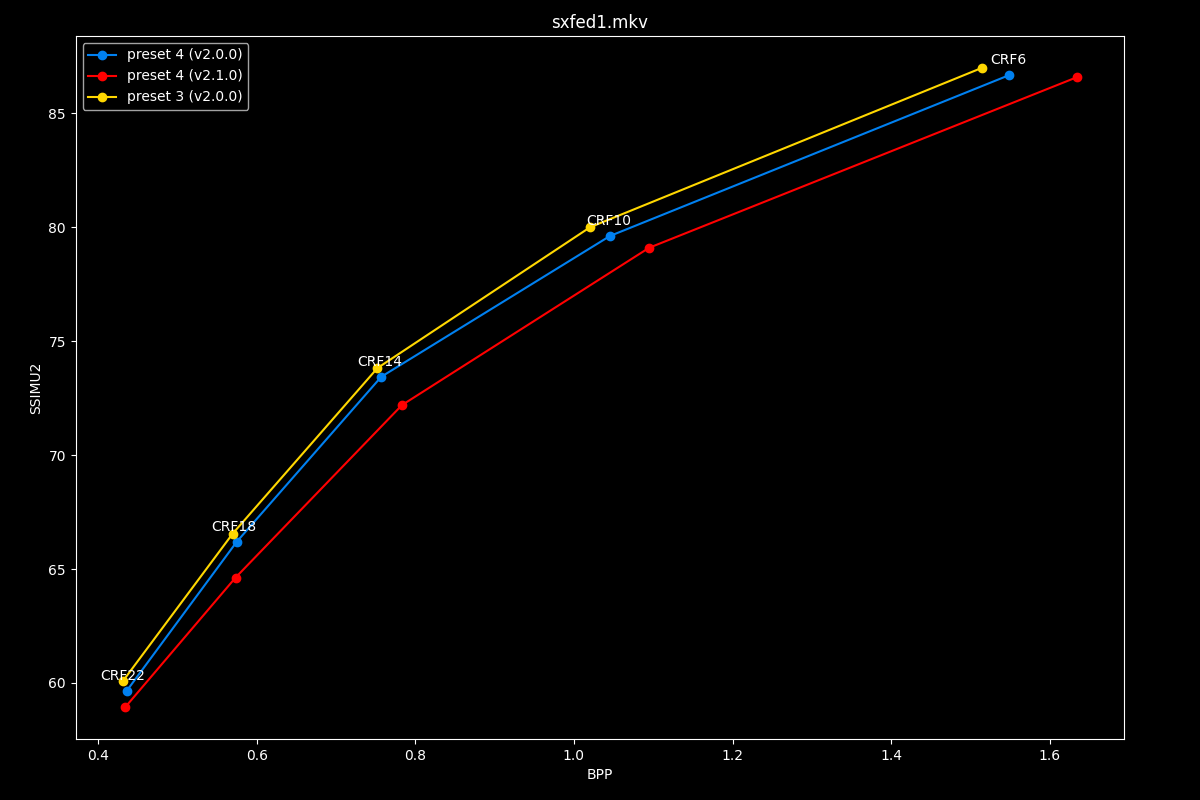 sxfed1.mkv
preset 4 (v2.0.0)
preset 4 (v2.1.0)
preset 3 (v2.0.0)
CRF6
CRF10
CRF14
CRF18
CRF22
85
80
75
70
65
60
SSIMU2
0.4 0.6 0.8 1.0 1.2 1.4 1.6
BPP